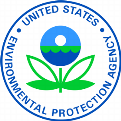 UNITED STATES
ENVIRONMENTAL PROTECTION AGENCY